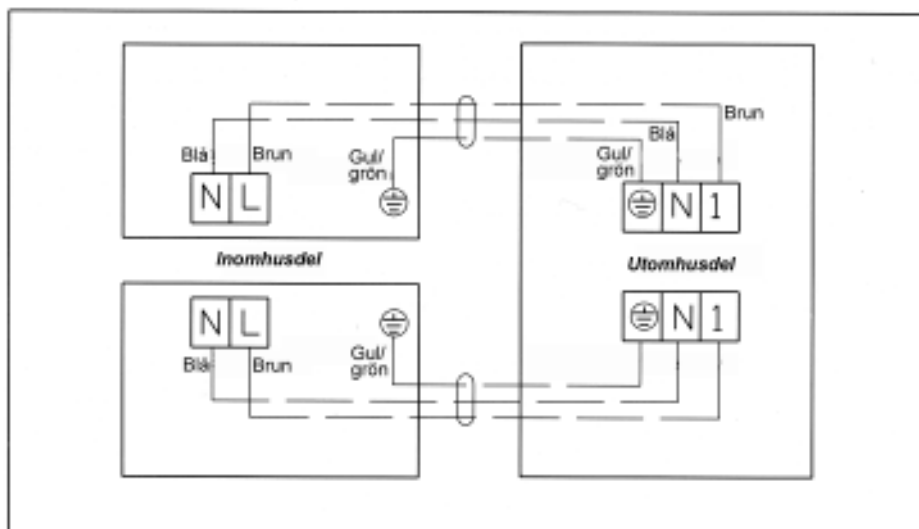 Brun
Blå
Blå
Brun
Gul/
grön
Gul/
grön
N L
N 1
Inomhusdel
Utomhusdel
N L
N 1
Blå
Brun
Gul/
grön